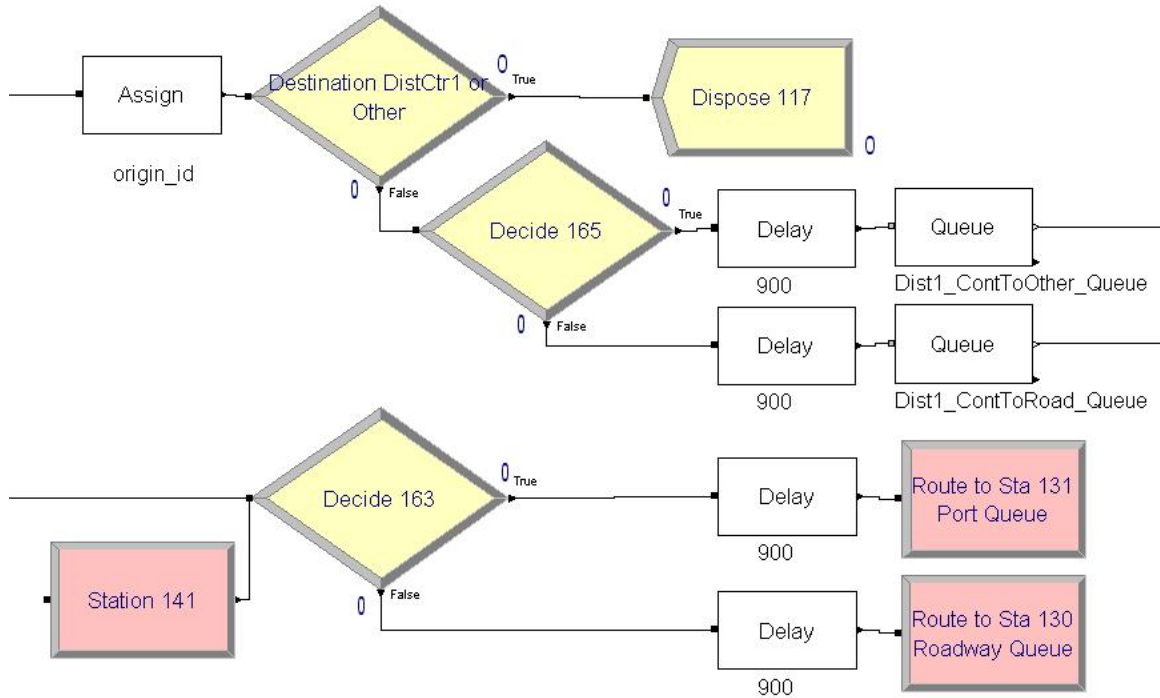 Assign
origin_id
Destination DistCtr1 or
Other
0
True
0
False
Dispose 117
0
Decide 165
0
True
0
False
Delay
900
Queue
Dist1_ContToOther_Queue
Delay
900
Queue
Dist1_ContToRoad_Queue
Decide 163
0
True
0
False
Station 141
Delay
900
Route to Sta 131
Port Queue
Delay
900
Route to Sta 130
Roadway Queue